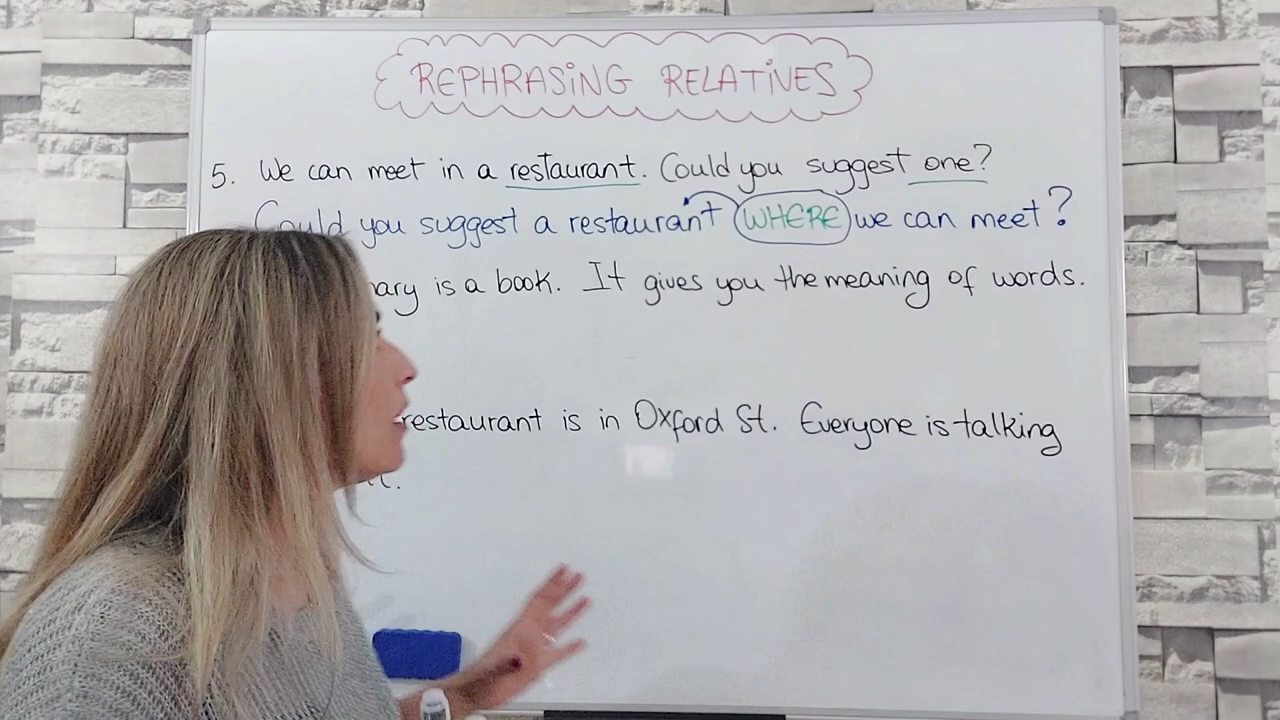 REPHRASING RELATIVES
5. We can meet in a restaurant. Could you suggest one?
Could you suggest a restaurant WHERE we can meet?
is a book. It gives you the meaning of words.
restaurant is in Oxford St. Everyone is talking